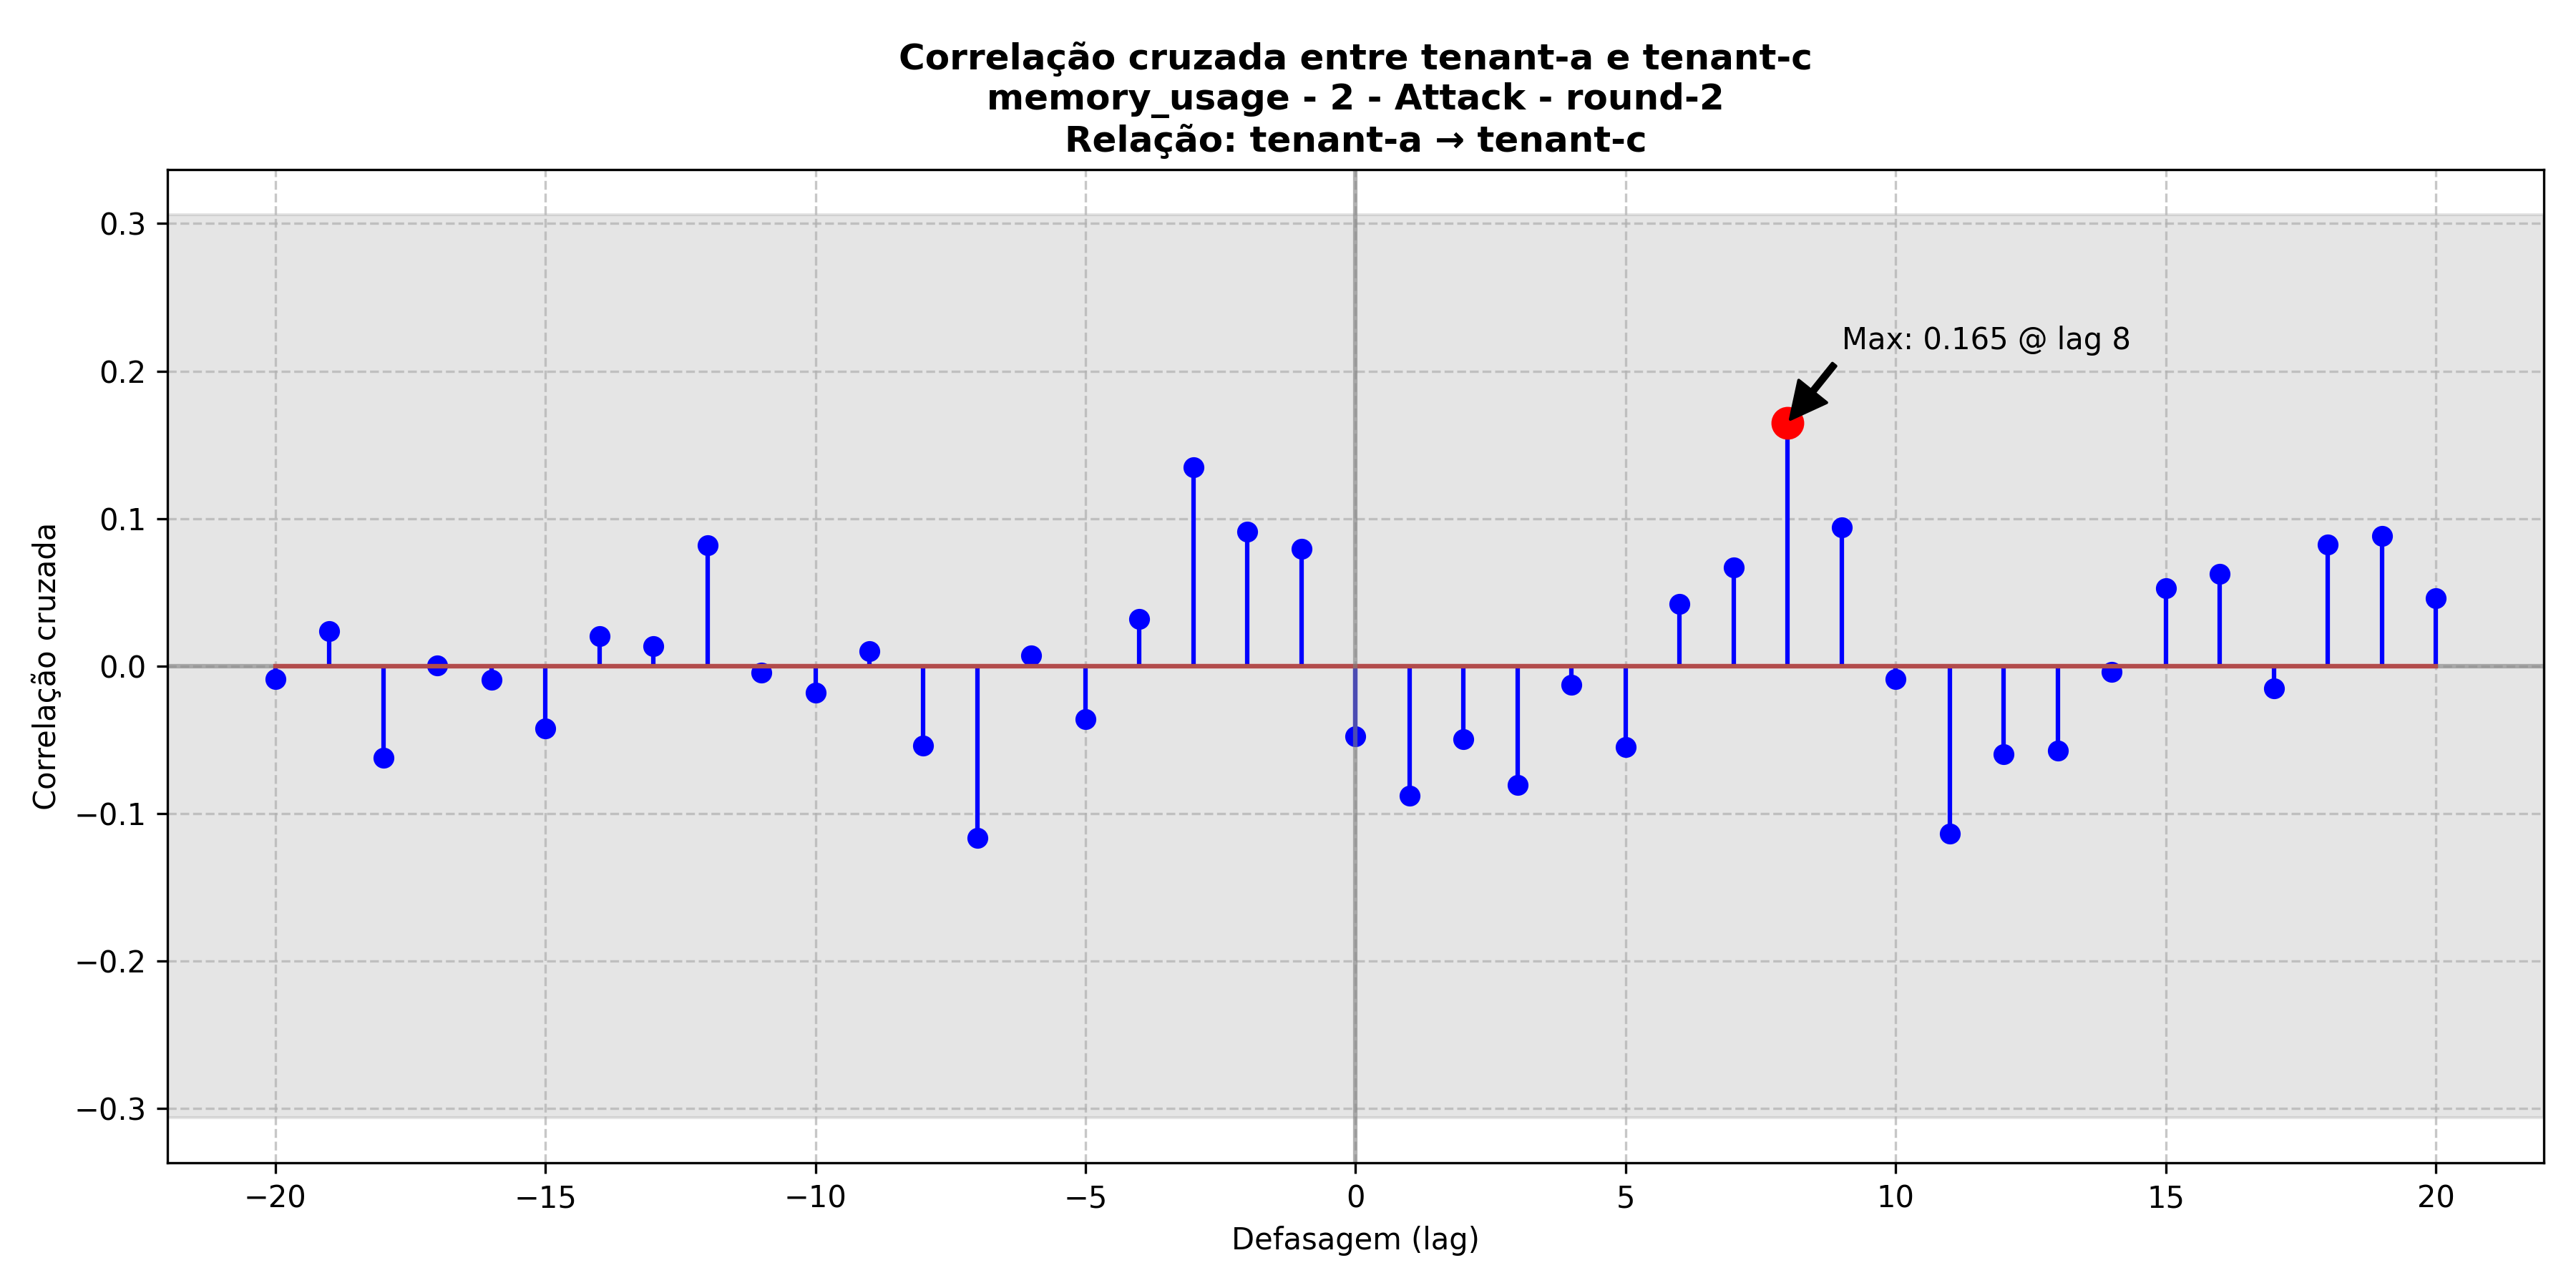 Correlação cruzada entre tenant-a e tenant-c
memory_usage - 2 - Attack - round-2
Relação: tenant-a → tenant-c
Correlação cruzada
0.3
0.2
0.1
0.0
−0.1
−0.2
−0.3
Max: 0.165 @ lag 8
−20 −15 −10 −5 0 5 10 15 20
Defasagem (lag)